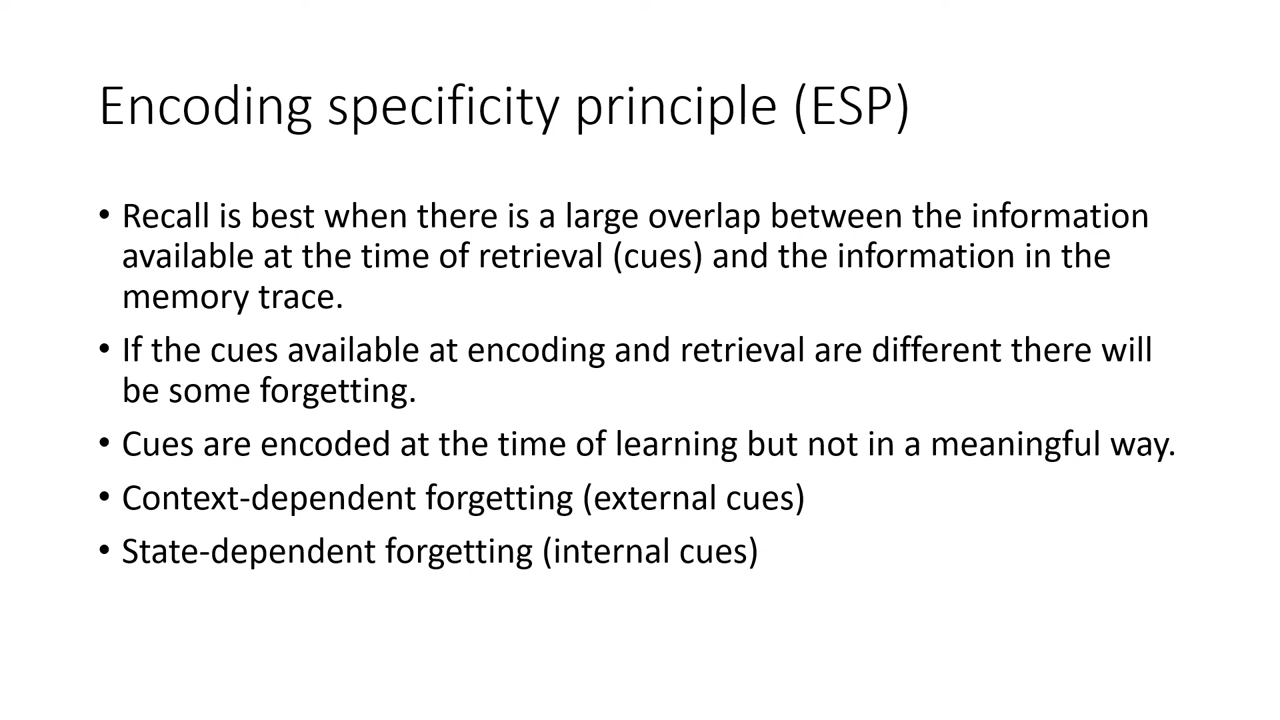 Encoding specificity principle (ESP)
• Recall is best when there is a large overlap between the information
available at the time of retrieval (cues) and the information in the
memory trace.
• If the cues available at encoding and retrieval are different there will
be some forgetting.
• Cues are encoded at the time of learning but not in a meaningful way.
• Context-dependent forgetting (external cues)
• State-dependent forgetting (internal cues)